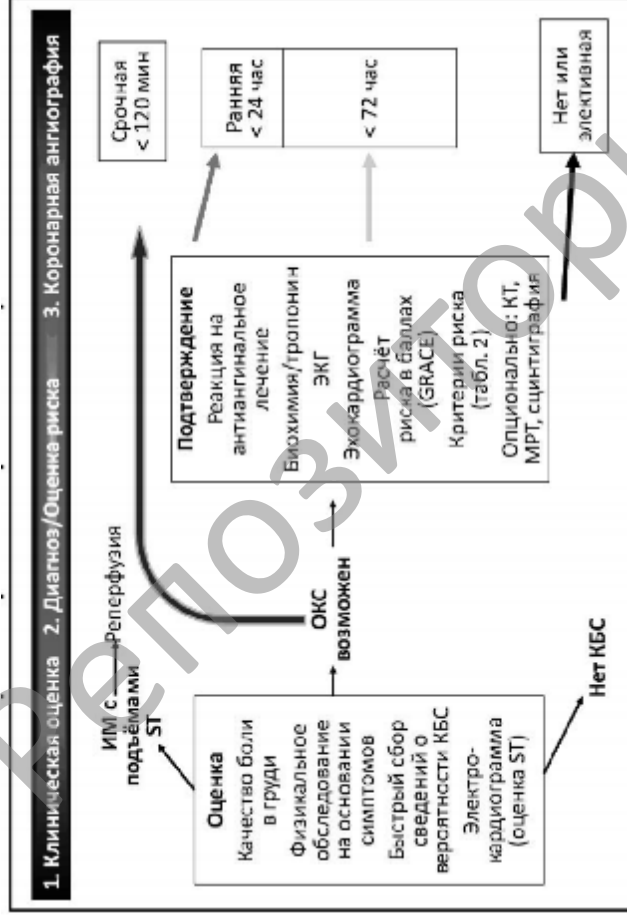 1. Клиническая оценка 2. Диагноз/Оценка риска 3. Коронарная ангиография
ИМ с
подъёмами
ST
Реперфузия
Оценка
Качество боли
в груди
Физикальное
обследование
на основании
симптомов
Быстрый сбор
сведений о
вероятности КБС
Электро-
кардиограмма
(оценка ST)
ОКС
возможен
Нет КБС
Подтверждение
Реакция на
антиангинальное
лечение
Биохимия/тропонин
ЭКГ
Эхокардиограмма
Расчёт
риска в баллах
(GRACE)
Критерии риска
(табл. 2)
Опционально: КТ,
МРТ, сцинтиграфия
Срочная
< 120 мин
Ранняя
< 24 час
< 72 час
Нет или
элективная